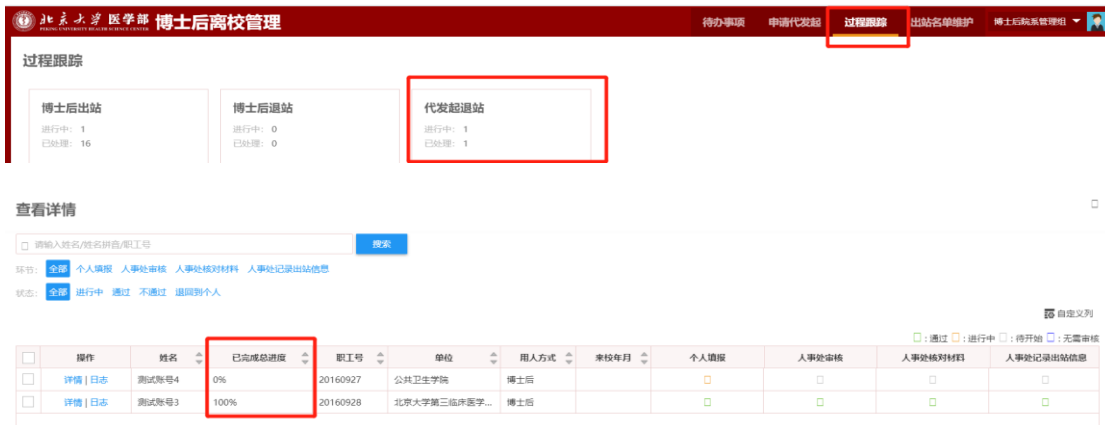 北京大学 医学部 博士后离校管理 待办事项 申请代发起 过程跟踪 出站名单维护 博士后院系管理组
PEKING UNIVERSITY HEALTH SCIENCE CENTER
过程跟踪
博士后出站 博士后退站 代发起退站
进行中: 1 进行中: 0 进行中: 1
已处理: 16 已处理: 0 已处理: 1
查看详情
请输入姓名/姓名拼音/职工号 搜索
环节: 全部 个人填报 人事处审核 人事处核对材料 人事处记录出站信息
状态: 全部 进行中 通过 不通过 退回到个人
自定义列
:通过 :进行中 :待开始 :无需审核
操作 姓名 已完成总进度 职工号 单位 用人方式 来校年月 个人填报 人事处审核 人事处核对材料 人事处记录出站信息
详情 | 日志 测试账号4 0% 20160927 公共卫生学院 博士后
详情 | 日志 测试账号3 100% 20160928 北京大学第三临床医学... 博士后